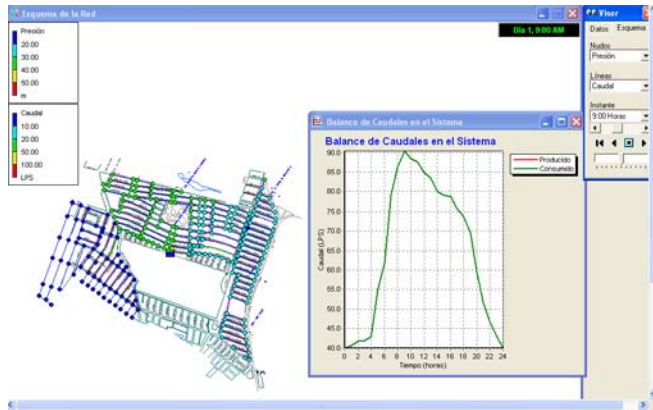 Esquema de la Red
Presión
20.00
30.00
40.00
50.00
m
Caudal
10.00
20.00
50.00
100.00
LPS
Día 1, 9:00 AM
Visor
Datos Esquema
Nudos
Presión
Líneas
Caudal
Instante
9:00 Horas
Balance de Caudales en el Sistema
Balance de Caudales en el Sistema
Producido
Consumido
Caudal (LPS)
90.0
85.0
80.0
75.0
70.0
65.0
60.0
55.0
50.0
45.0
40.0
0 2 4 6 8 10 12 14 16 18 20 22 24
Tiempo (horas)